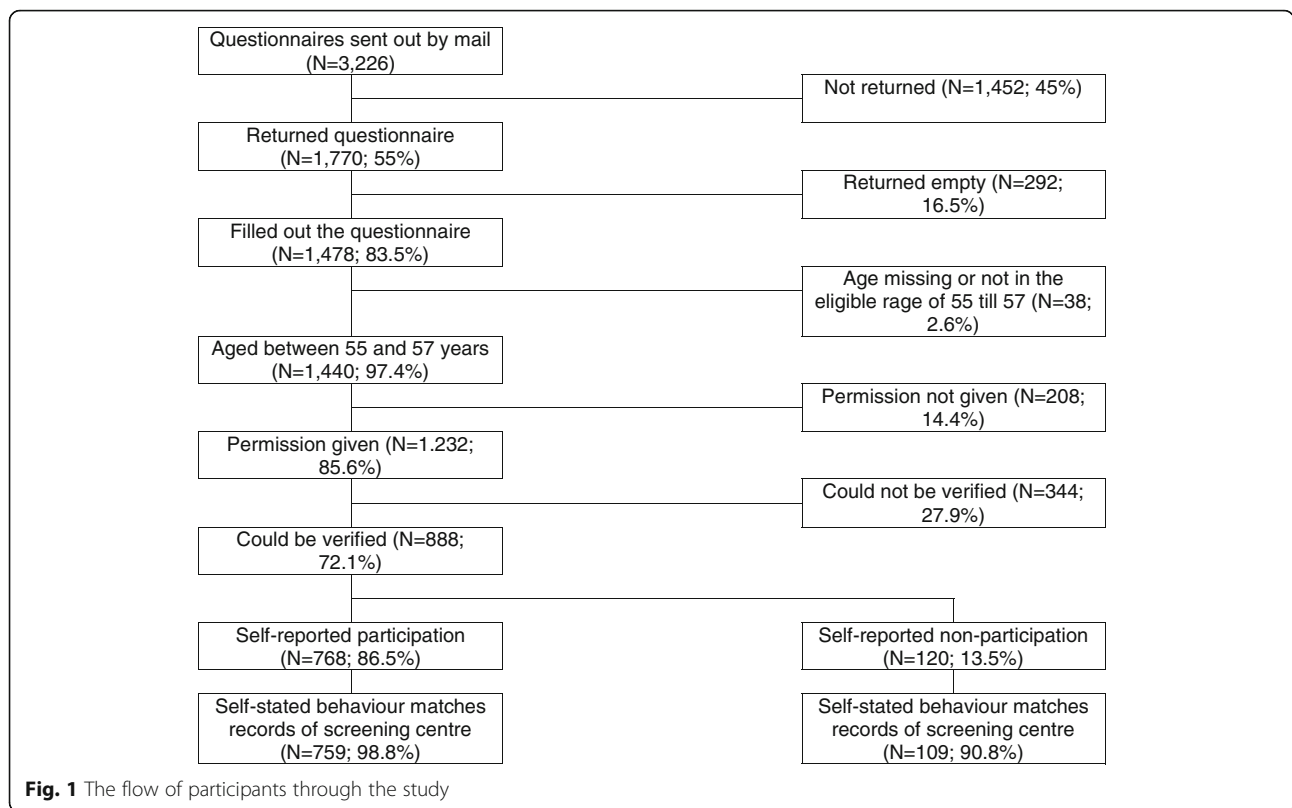 Questionnaires sent out by mail
(N=3,226)
Not returned (N=1,452; 45%)
Returned questionnaire
(N=1,770; 55%)
Returned empty (N=292;
16.5%)
Filled out the questionnaire
(N=1,478; 83.5%)
Age missing or not in the
eligible rage of 55 till 57 (N=38;
2.6%)
Aged between 55 and 57 years
(N=1,440; 97.4%)
Permission not given (N=208;
14.4%)
Permission given (N=1.232;
85.6%)
Could not be verified (N=344;
27.9%)
Could be verified (N=888;
72.1%)
Self-reported participation
(N=768; 86.5%)
Self-reported non-participation
(N=120; 13.5%)
Self-stated behaviour matches
records of screening centre
(N=759; 98.8%)
Self-stated behaviour matches
records of screening centre
(N=109; 90.8%)
Fig. 1 The flow of participants through the study